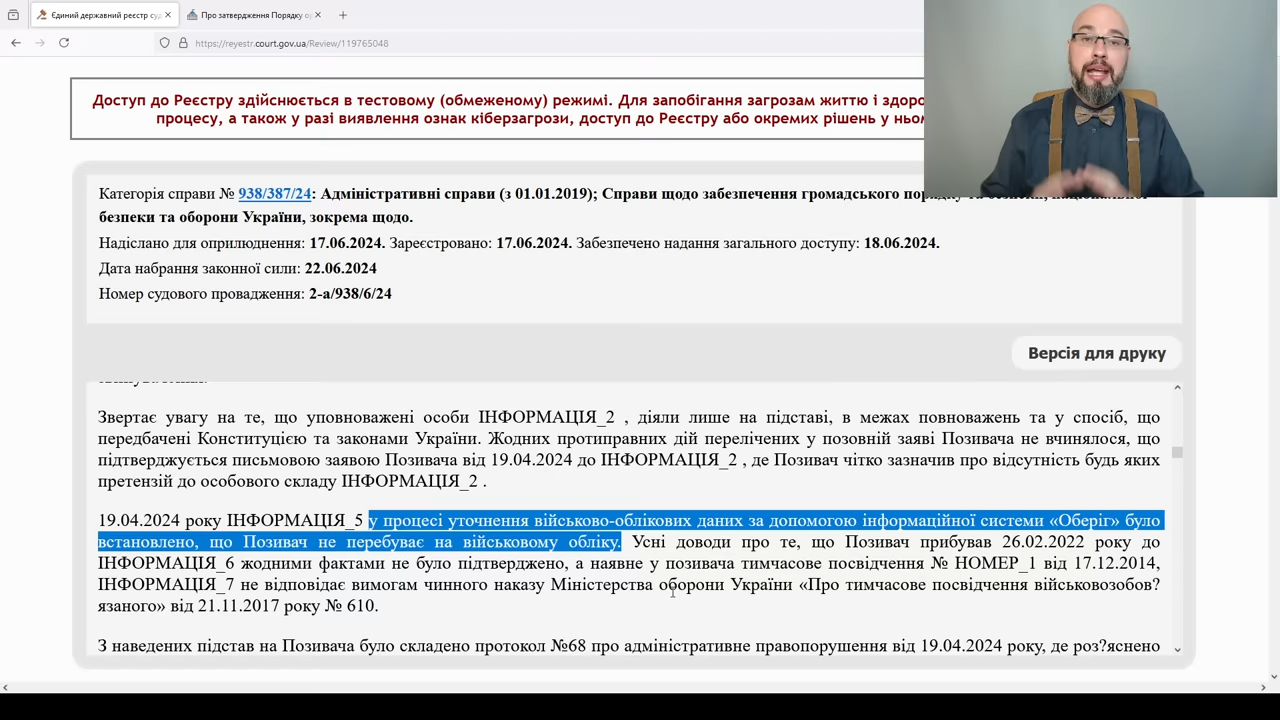 Єдиний державний реєстр су
Про затвердження Порядку о
https://reyestr.court.gov.ua/Review/119765048
Доступ до Реєстру здійснюється в тестовому (обмеженому) режимі. Для запобігання загрозам життю і здоро
процесу, а також у разі виявлення ознак кіберзагрози, доступ до Реєстру або окремих рішень у ньом
Категорія справи № 938/387/24: Адміністративні справи (з 01.01.2019); Справи щодо забезпечення громадського
безпеки та оборони України, зокрема щодо.
Надіслано для оприлюднення: 17.06.2024. Зареєстровано: 17.06.2024. Забезпечено надання загального доступу: 18.06.2024.
Дата набрання законної сили: 22.06.2024
Номер судового провадження: 2-а/938/6/24
Версія для друку
Звертає увагу на те, що уповноважені особи ІНФОРМАЦІЯ_2 , діяли лише на підставі, в межах повноважень та у спосіб, що
передбачені Конституцією та законами України. Жодних протиправних дій перелічених у позовній заяві Позивача не вчинялося, що
підтверджується письмовою заявою Позивача від 19.04.2024 до ІНФОРМАЦІЯ_2 , де Позивач чітко зазначив про відсутність будь яких
претензій до особового складу ІНФОРМАЦІЯ_2 .
19.04.2024 року ІНФОРМАЦІЯ_5 у процесі уточнення військово-облікових даних за допомогою інформаційної системи «Оберіг» було
встановлено, що Позивач не перебуває на військовому обліку. Усні доводи про те, що Позивач прибував 26.02.2022 року до
ІНФОРМАЦІЯ_6 жодними фактами не було підтверджено, а наявне у позивача тимчасове посвідчення № НОМЕР_1 від 17.12.2014,
ІНФОРМАЦІЯ_7 не відповідає вимогам чинного наказу Міністерства оборони України «Про тимчасове посвідчення військовозобов?
язаного» від 21.11.2017 року № 610.
З наведених підстав на Позивача було складено протокол №68 про адміністративне правопорушення від 19.04.2024 року, де роз?яснено